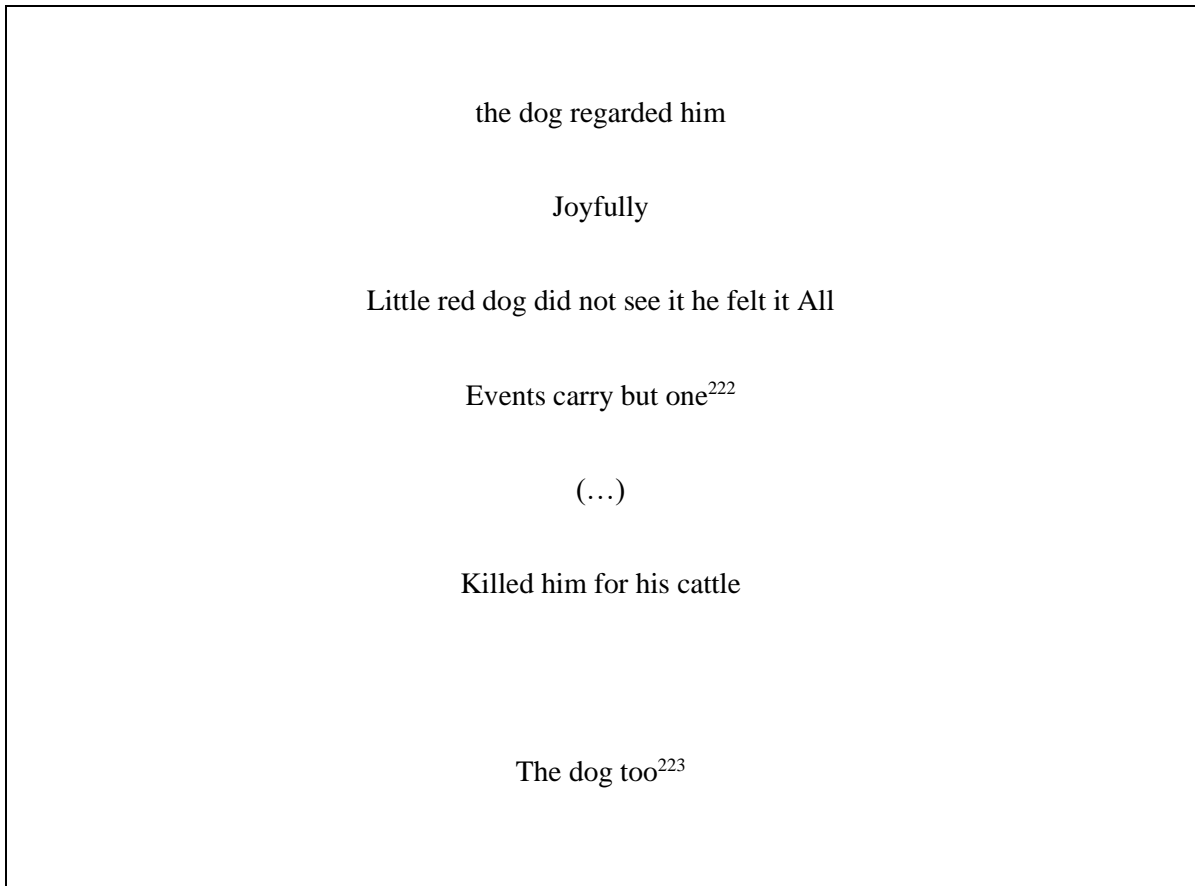 the dog regarded him
Joyfully
Little red dog did not see it he felt it All
Events carry but one²²²
(…)
Killed him for his cattle
The dog too²²³